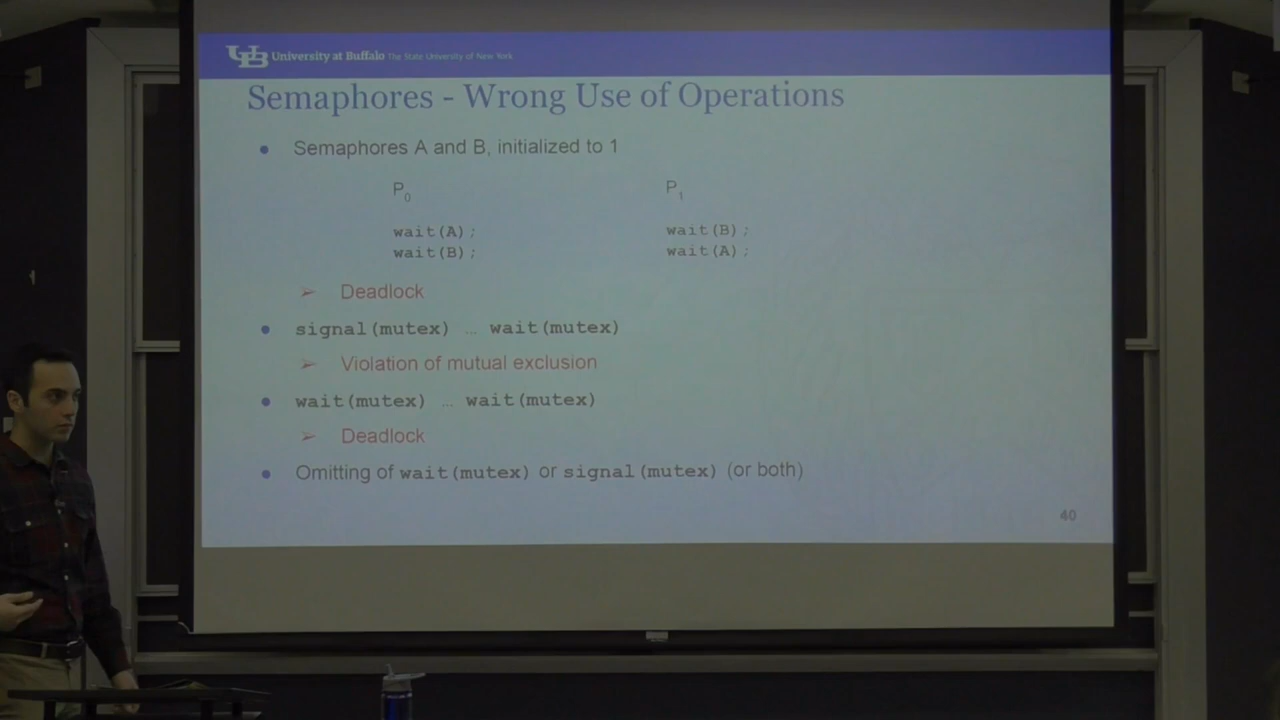 University at Buffalo The State University of New York
Semaphores - Wrong Use of Operations
Semaphores A and B, initialized to 1
P0 P1
wait(A); wait(B);
wait(B); wait(A);
Deadlock
signal(mutex) … wait(mutex)
Violation of mutual exclusion
wait(mutex) … wait(mutex)
Deadlock
Omitting of wait(mutex) or signal(mutex) (or both)
40